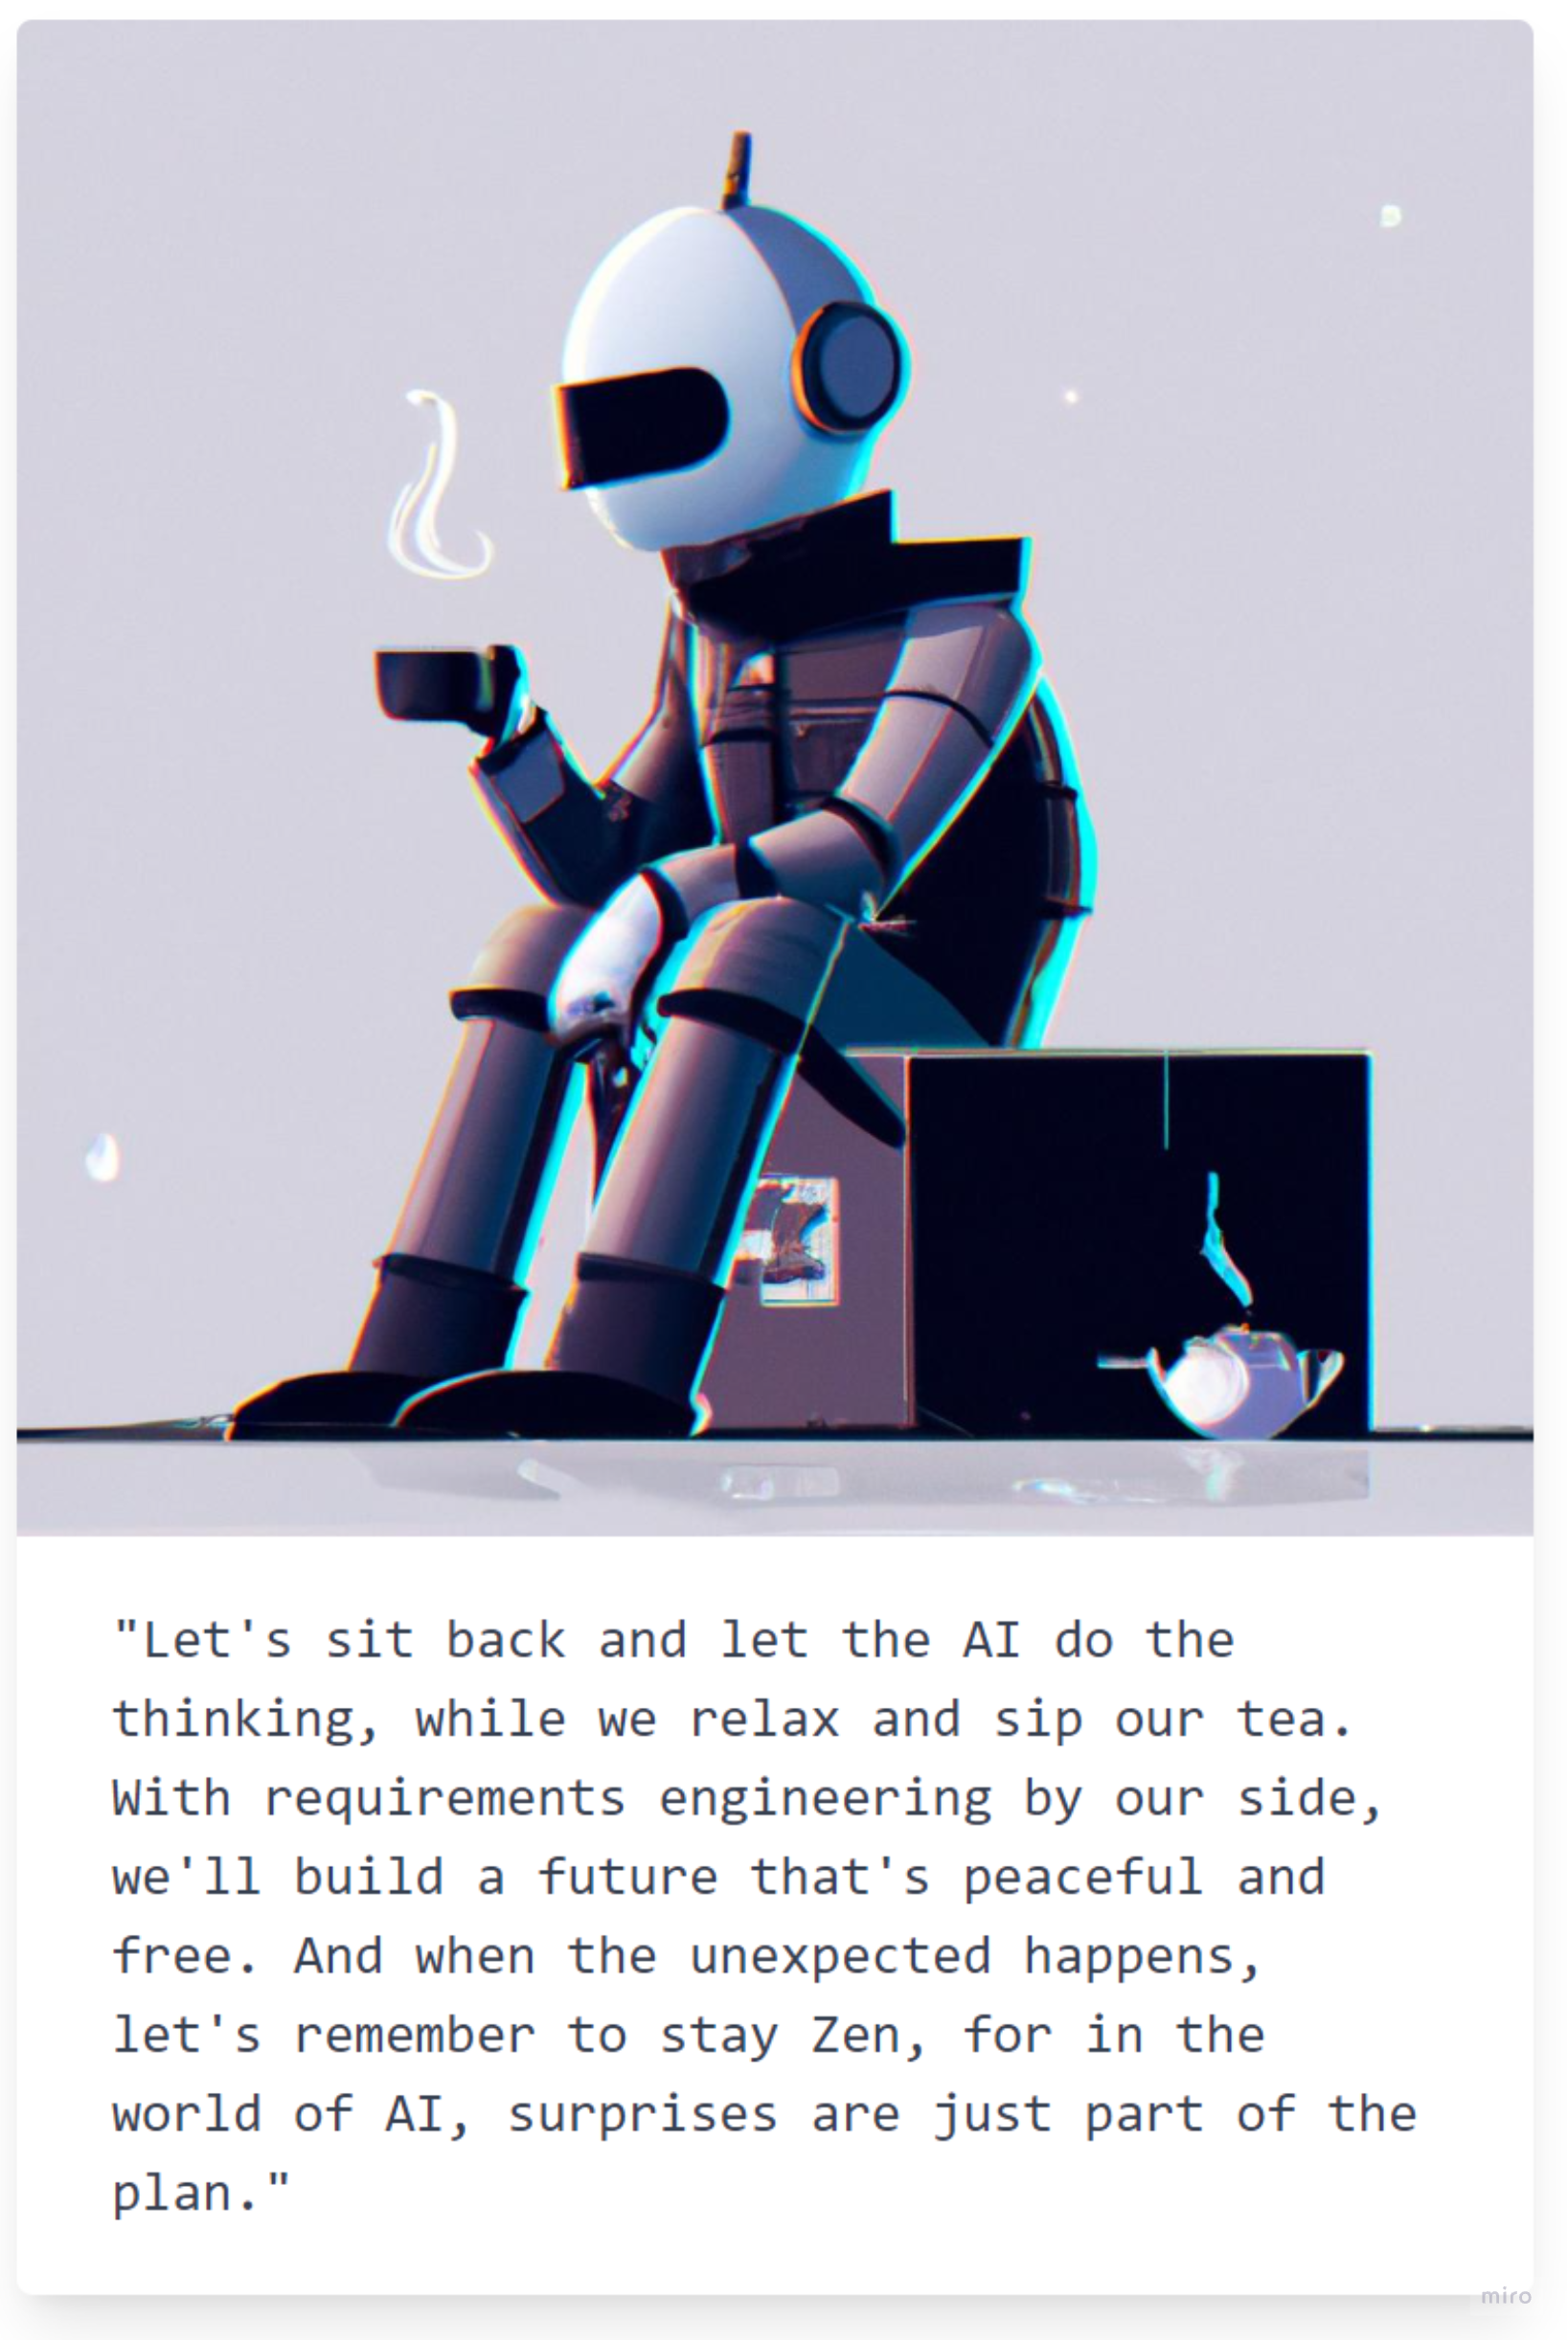 "Let's sit back and let the AI do the
thinking, while we relax and sip our tea.
With requirements engineering by our side,
we'll build a future that's peaceful and
free. And when the unexpected happens,
let's remember to stay Zen, for in the
world of AI, surprises are just part of the
plan."
miro